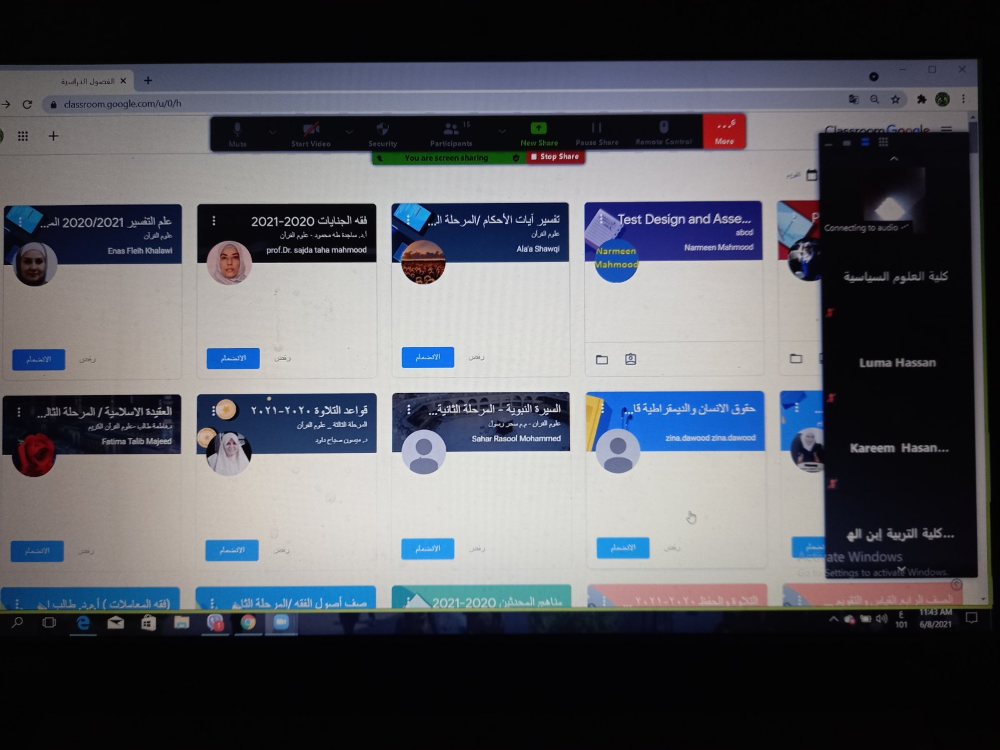 الفصول الدراسية
classroom.google.com/u/0/h
Mute
Start Video
Security
Participants
15
New Share
Pause Share
Remote Control
More
You are screen sharing
Stop Share
Classroom Google
تقويم
Connecting to audio
علم التفسير 2020/2021 الم...
علوم القرآن
Enas Fleih Khalawi
فقه الجنايات 2020-2021
أ.د. ساجدة طه محمود - علوم القرآن
prof.Dr. sajda taha mahmood
تفسير آيات الأحكام /المرحلة ال...
علوم القرآن
Ala'a Shawqi
Test Design and Asse...
abcd
Narmeen Mahmood
Narmeen
Mahmood
P
كلية العلوم السياسية
الانضمام
رفض
الانضمام
رفض
الانضمام
رفض
Luma Hassan
العقيدة الاسلامية / المرحلة الثال...
د.فاطمة طالب -علوم القرآن الكريم
Fatima Talib Majeed
قواعد التلاوة ٢٠٢٠-٢٠٢١
المرحلة الثالثة _ علوم القرآن
د. ميسون صباح داود
السيرة النبوية - المرحلة الثانية...
علوم القران - م.م سحر رسول
Sahar Rasool Mohammed
حقوق الانسان والديمقراطية قا...
zina.dawood zina.dawood
Kareem Hasan...
الانضمام
رفض
الانضمام
رفض
الانضمام
رفض
الانضمام
رفض
كلية التربية إبن اله...
Activate Windows
Go to Settings to activate Windows.
(فقه المعاملات ) أ.م.د. طالب ا
صف أصول الفقه /المرحلة الثا
مناهج المحدثين 2020-2021
التلاوة والحفظ ٢٠٢٠-٢٠٢١ ...
الصف الرابع القياس والتقويم ...
1
ع
101
11:43 AM
6/8/2021